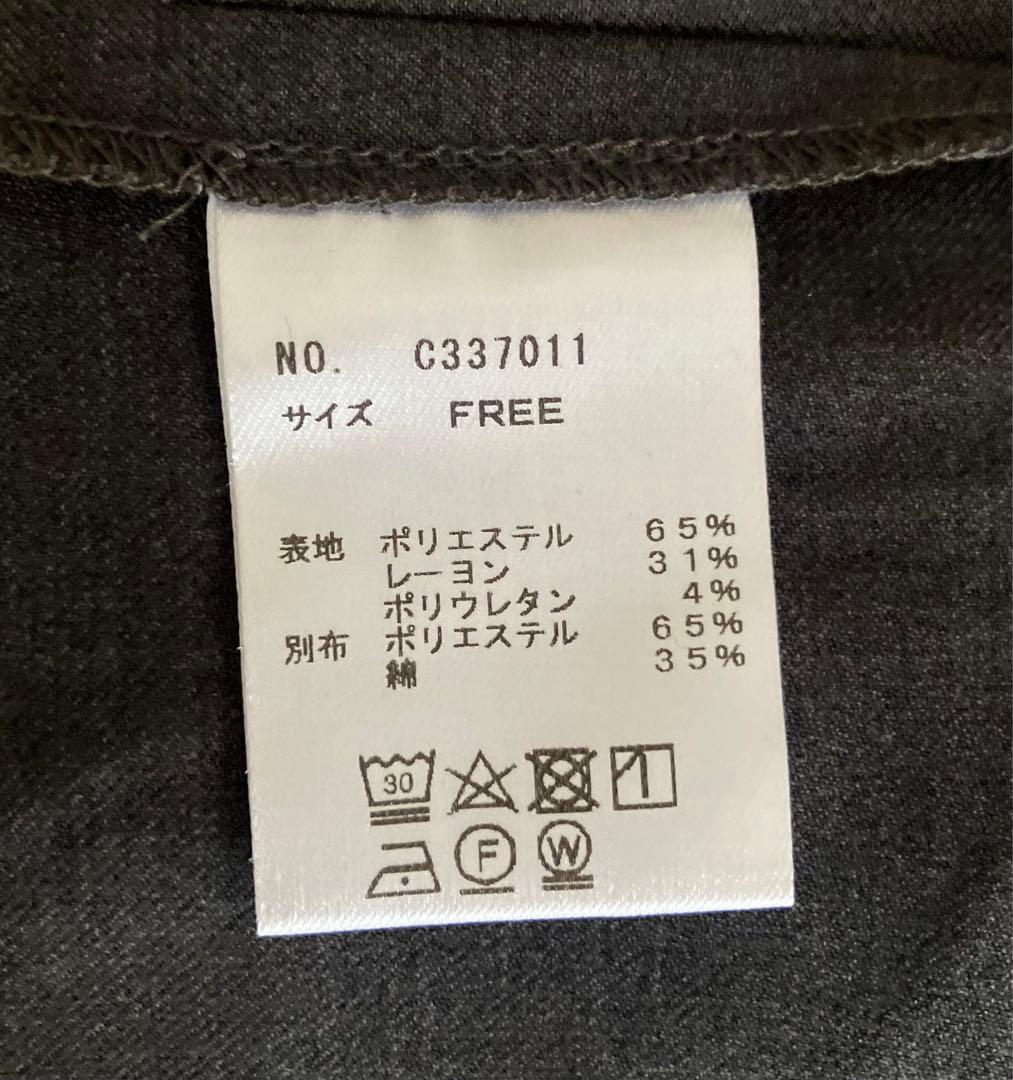 NO. C337011
サイズ FREE
表地 ポリエステル 65%
レーヨン 31%
ポリウレタン 4%
別布 ポリエステル 65%
綿 35%
30
F W